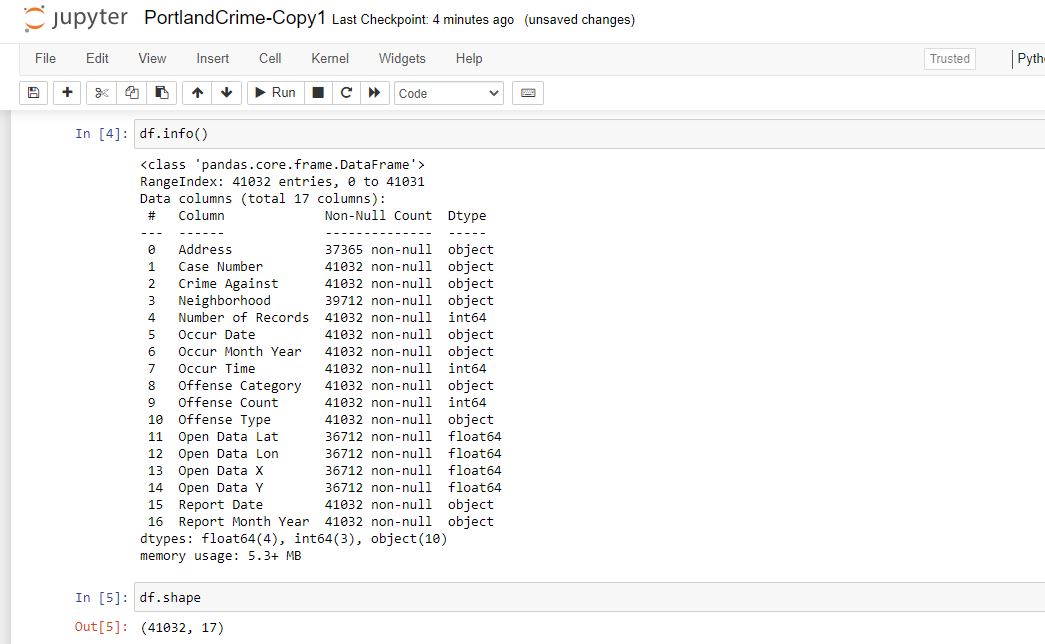 jupyter PortlandCrime-Copy1 Last Checkpoint: 4 minutes ago (unsaved changes)
File Edit View Insert Cell Kernel Widgets Help Trusted Pyth
Run Code
In [4]: df.info()
<class 'pandas.core.frame.DataFrame'>
RangeIndex: 41032 entries, 0 to 41031
Data columns (total 17 columns):
# Column Non-Null Count Dtype
--- ------ -------------- -----
0 Address 37365 non-null object
1 Case Number 41032 non-null object
2 Crime Against 41032 non-null object
3 Neighborhood 39712 non-null object
4 Number of Records 41032 non-null int64
5 Occur Date 41032 non-null object
6 Occur Month Year 41032 non-null object
7 Occur Time 41032 non-null int64
8 Offense Category 41032 non-null object
9 Offense Count 41032 non-null int64
10 Offense Type 41032 non-null object
11 Open Data Lat 36712 non-null float64
12 Open Data Lon 36712 non-null float64
13 Open Data X 36712 non-null float64
14 Open Data Y 36712 non-null float64
15 Report Date 41032 non-null object
16 Report Month Year 41032 non-null object
dtypes: float64(4), int64(3), object(10)
memory usage: 5.3+ MB
In [5]: df.shape
Out[5]: (41032, 17)